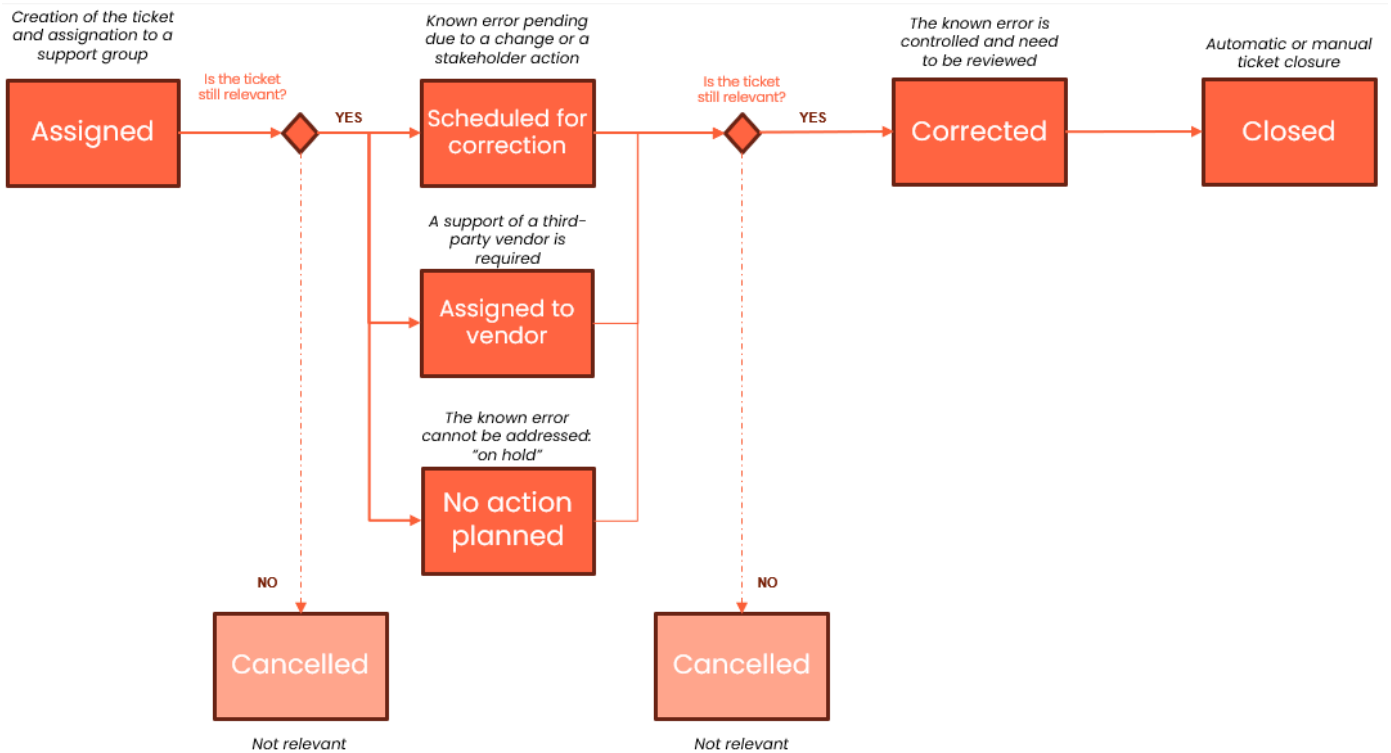 Creation of the ticket
and assignation to a
support group
Assigned
Is the ticket
still relevant?
YES
Known error pending
due to a change or a
stakeholder action
Scheduled for
correction
A support of a third-
party vendor is
required
Assigned to
vendor
The known error
cannot be addressed:
"on hold"
No action
planned
NO
Cancelled
Not relevant
Is the ticket
still relevant?
YES
NO
Cancelled
Not relevant
The known error is
controlled and need
to be reviewed
Corrected
Automatic or manual
ticket closure
Closed